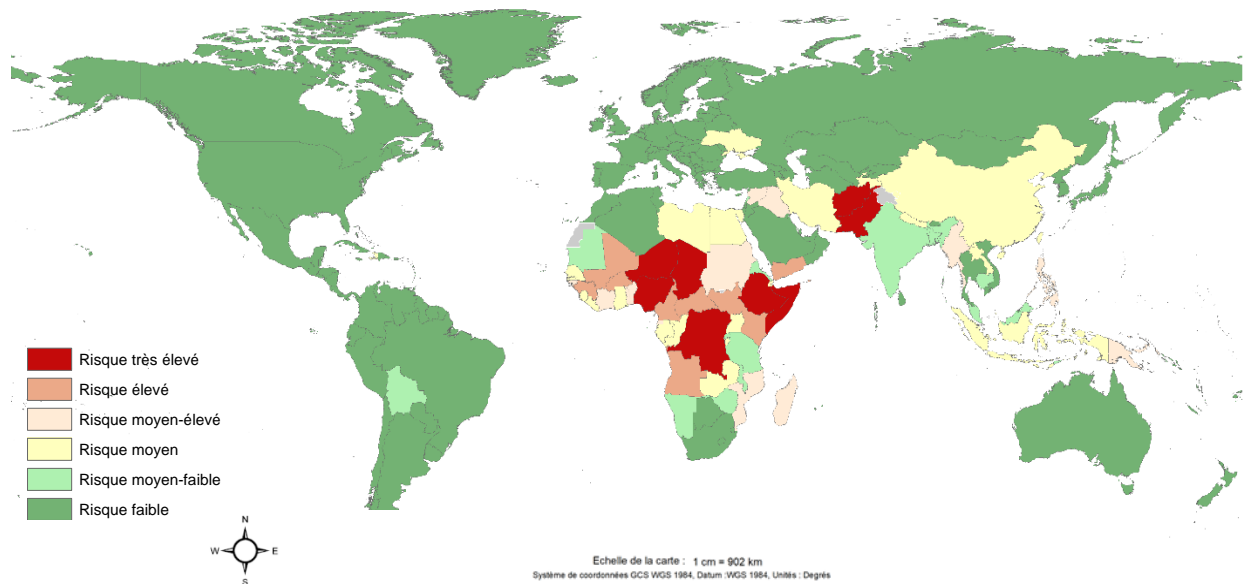 Risque très élevé
Risque élevé
Risque moyen-élevé
Risque moyen
Risque moyen-faible
Risque faible
N
W E
S
Echelle de la carte : 1 cm = 902 km
Système de coordonnées GCS WGS 1984, Datum :WGS 1984, Unités : Degrés